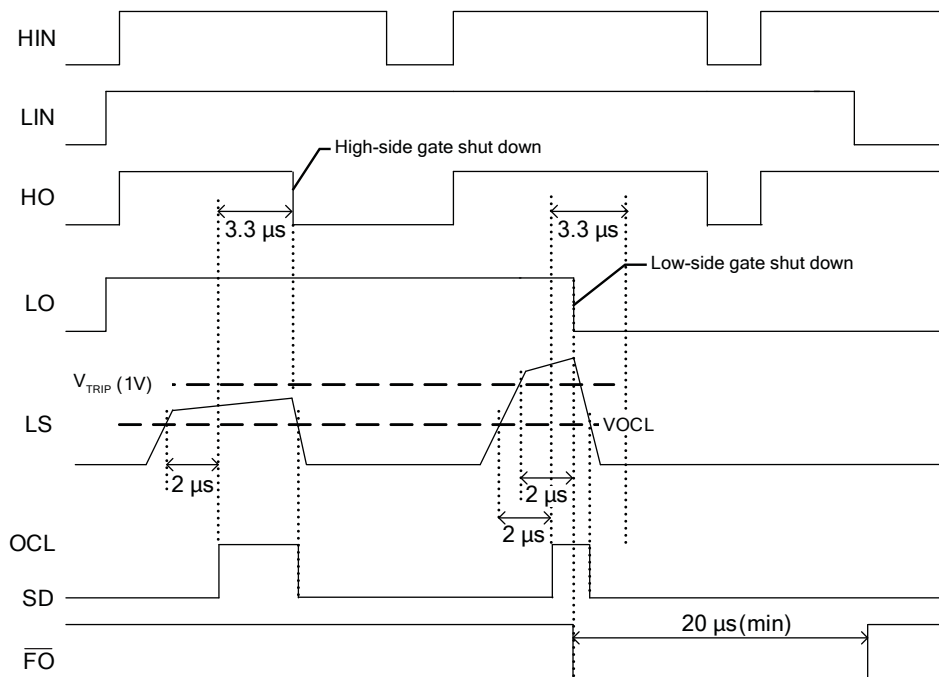 HIN
LIN
High-side gate shut down
HO
3.3 µs
3.3 µs
Low-side gate shut down
LO
V_TRIP (1V)
LS
VOCL
2 µs
2 µs
2 µs
OCL
SD
20 µs (min)
F̅O̅